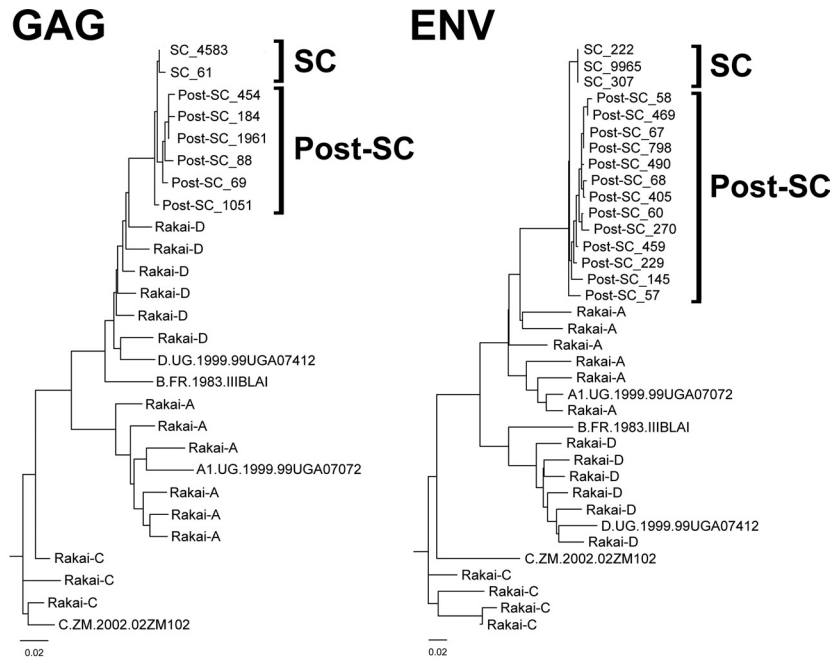 GAG
SC_4583
SC_61
SC
Post-SC_454
Post-SC_184
Post-SC_1961
Post-SC_88
Post-SC_69
Post-SC_1051
Post-SC
Rakai-D
Rakai-D
Rakai-D
Rakai-D
Rakai-D
Rakai-D
D.UG.1999.99UGA07412
B.FR.1983.IIIBLAI
Rakai-A
Rakai-A
Rakai-A
A1.UG.1999.99UGA07072
Rakai-A
Rakai-A
Rakai-A
Rakai-C
Rakai-C
Rakai-C
C.ZM.2002.02ZM102
0.02
ENV
SC_222
SC_9965
SC_307
SC
Post-SC_58
Post-SC_469
Post-SC_67
Post-SC_798
Post-SC_490
Post-SC_68
Post-SC_405
Post-SC_60
Post-SC_270
Post-SC_459
Post-SC_229
Post-SC_145
Post-SC_57
Post-SC
Rakai-A
Rakai-A
Rakai-A
Rakai-A
Rakai-A
A1.UG.1999.99UGA07072
Rakai-A
B.FR.1983.IIIBLAI
Rakai-D
Rakai-D
Rakai-D
Rakai-D
Rakai-D
D.UG.1999.99UGA07412
Rakai-D
C.ZM.2002.02ZM102
Rakai-C
Rakai-C
Rakai-C
Rakai-C
0.02